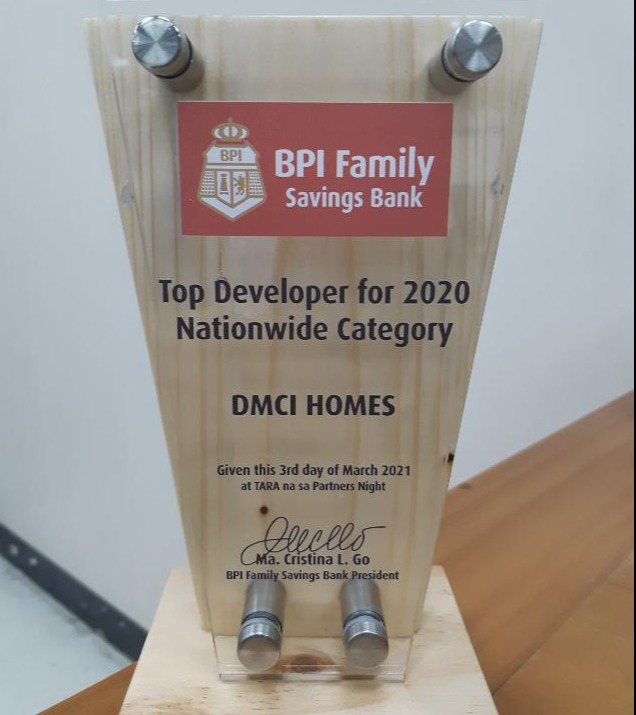 BPI
BPI Family
Savings Bank
Top Developer for 2020
Nationwide Category
DMCI HOMES
Given this 3rd day of March 2021
at TARA na sa Partners Night
Ma. Cristina L. Go
BPI Family Savings Bank President